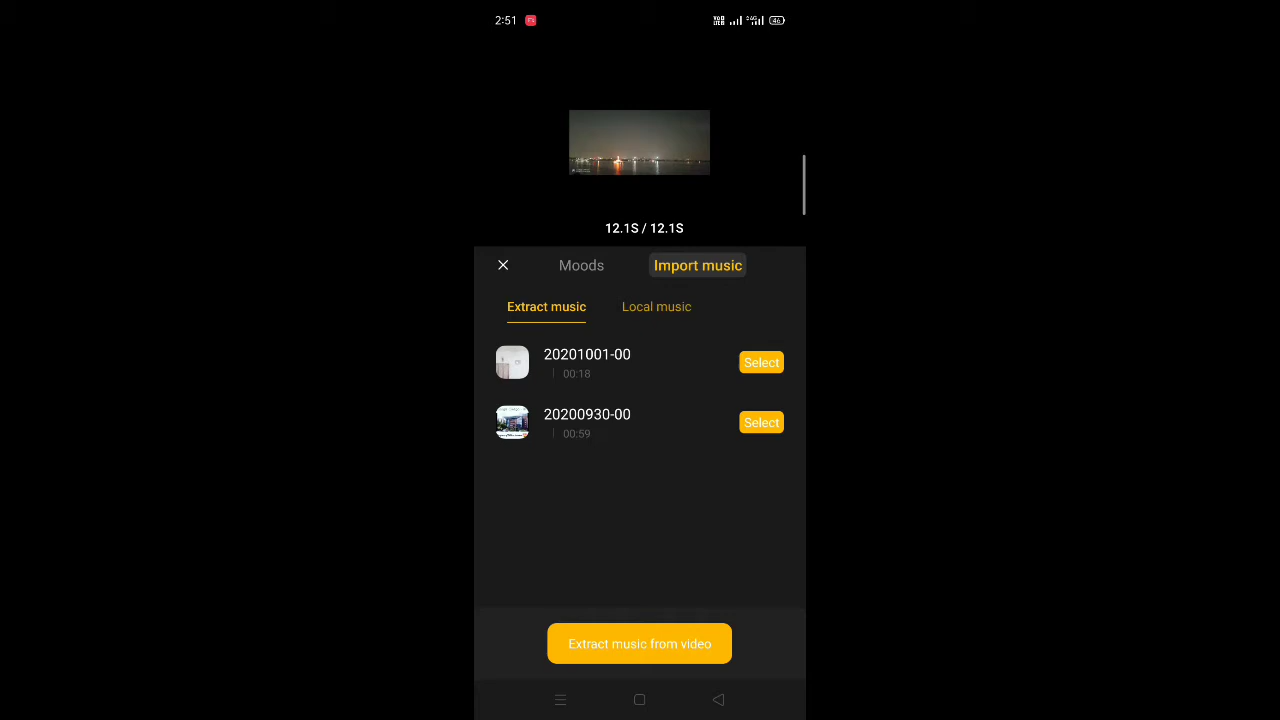 2:51
46
12.1S / 12.1S
Moods
Import music
Extract music
Local music
20201001-00
00:18
Select
20200930-00
00:59
Select
Extract music from video